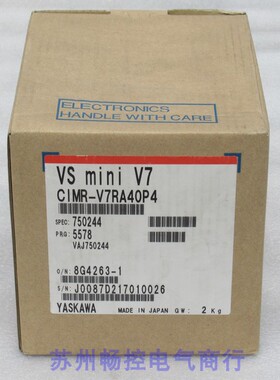 ELECTRONICS
HANDLE WITH CARE
VS mini V7
CIMR-V7RA40P4
SPEC: 750244
PRG: 5578
VAJ750244
O/N: 8G4263-1
S/N: J0087D217010026
YASKAWA MADE IN JAPAN GW: 2 Kg
苏州畅控电气商行